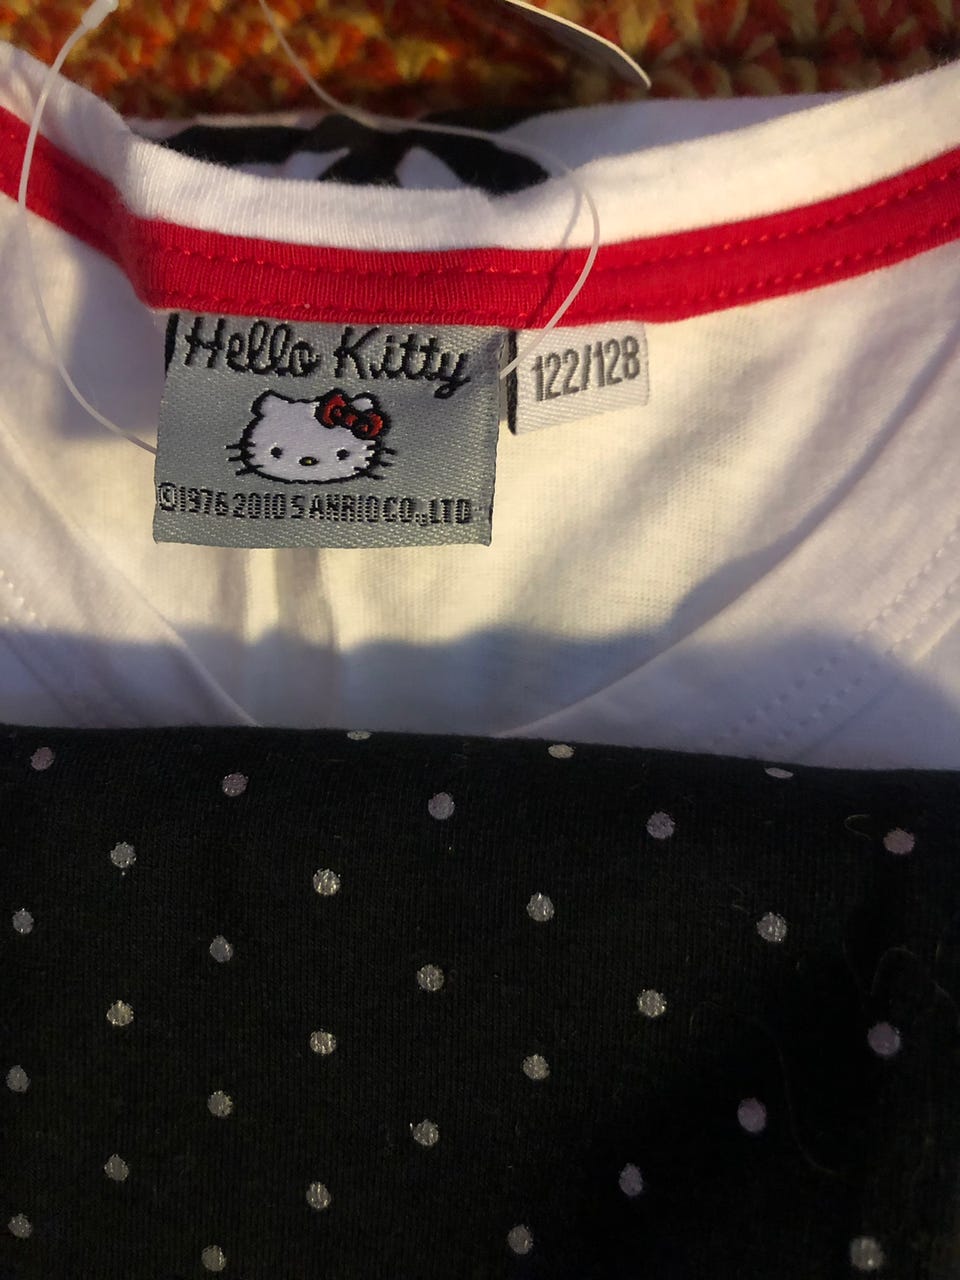 Hello Kitty
122/128
©1976 2010 SANRIO CO.,LTD.